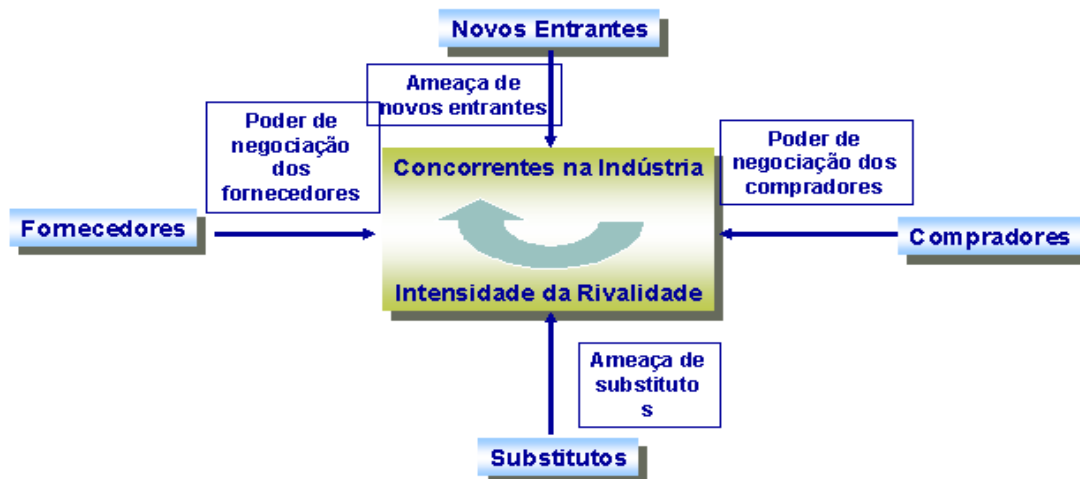 Novos Entrantes
Ameaça de
novos entrantes
Poder de
negociação
dos
fornecedores
Poder de
negociação dos
compradores
Concorrentes na Indústria
Fornecedores
Compradores
Intensidade da Rivalidade
Ameaça de
substituto
s
Substitutos